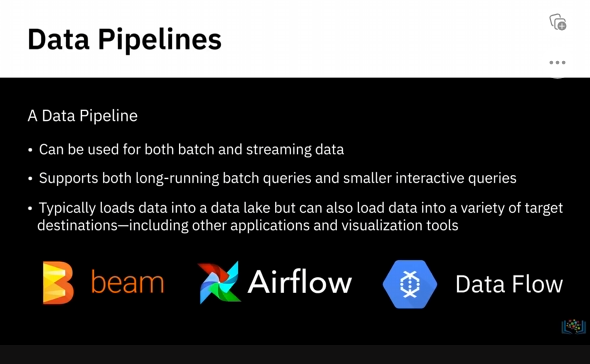 Data Pipelines
A Data Pipeline
• Can be used for both batch and streaming data
• Supports both long-running batch queries and smaller interactive queries
• Typically loads data into a data lake but can also load data into a variety of target
destinations—including other applications and visualization tools
beam Airflow Data Flow